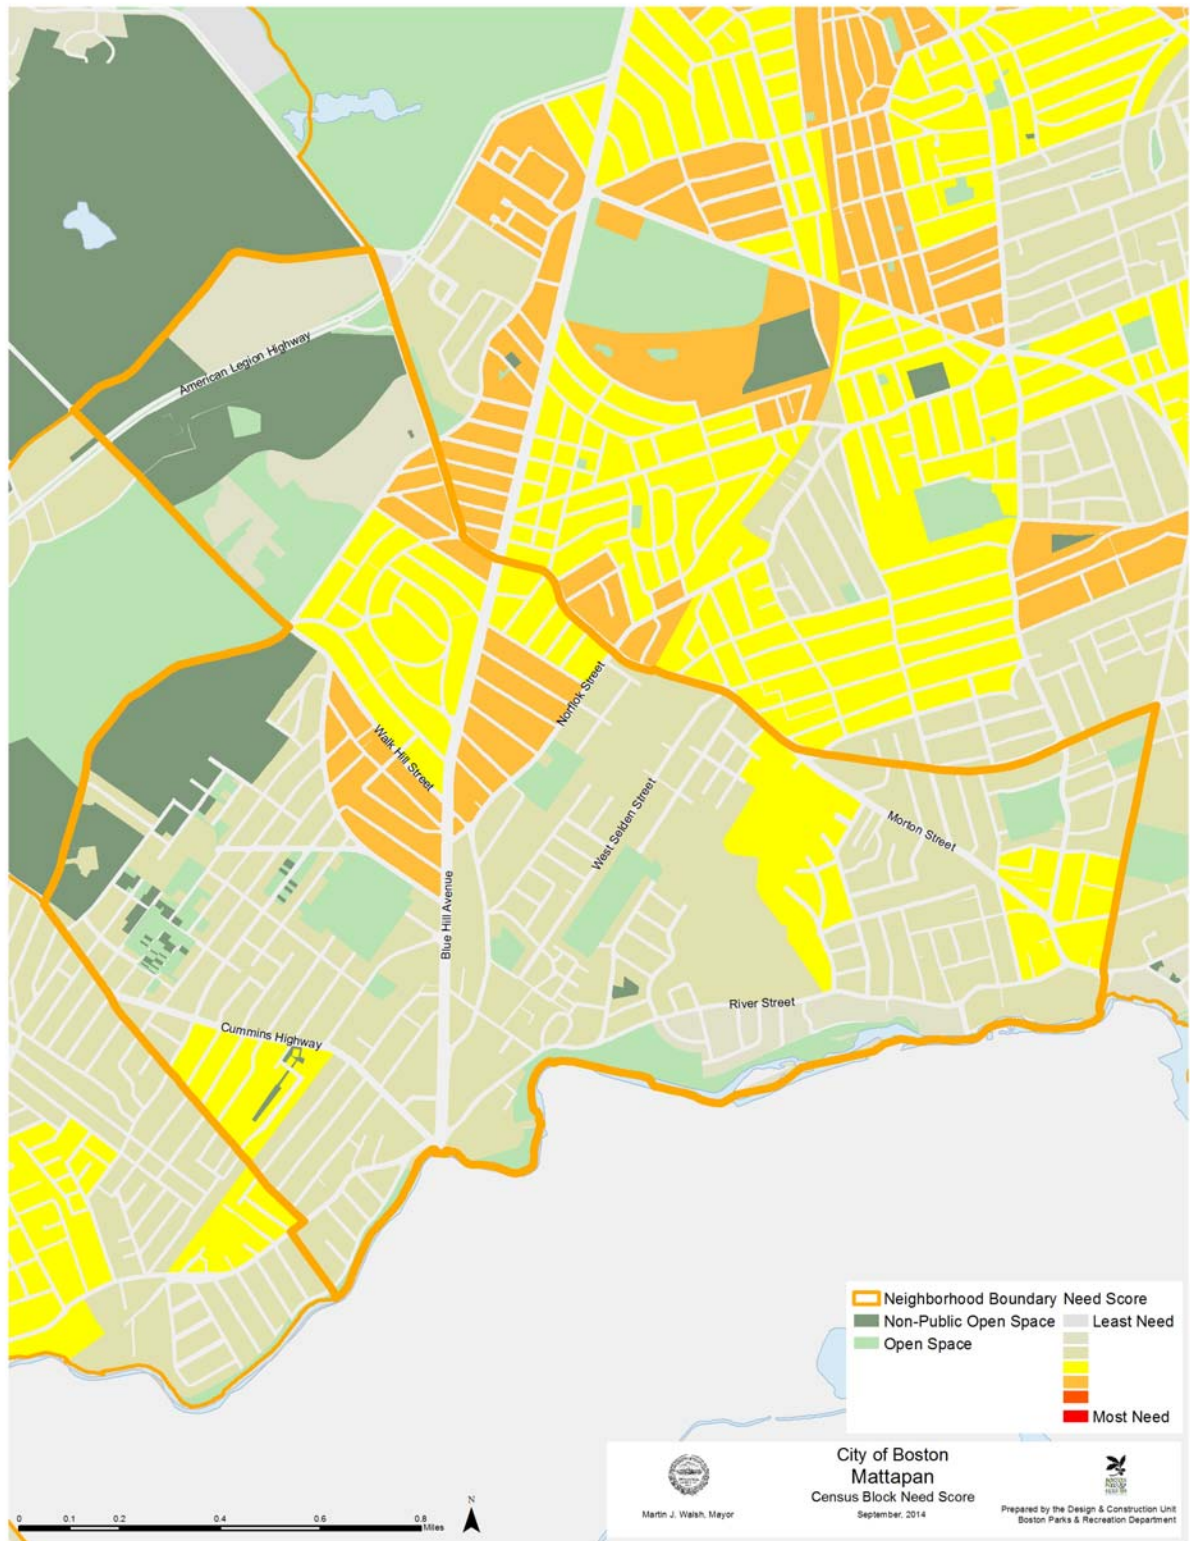 American Legion Highway
Norflok Street
Walk Hill Street
West Selden Street
Morton Street
Blue Hill Avenue
River Street
Cummins Highway
Neighborhood Boundary
Non-Public Open Space
Open Space
Need Score
Least Need
Most Need
City of Boston
Mattapan
Census Block Need Score
September, 2014
Martin J. Walsh, Mayor
Prepared by the Design & Construction Unit
Boston Parks & Recreation Department
N
0 0.1 0.2 0.4 0.6 0.8
Miles